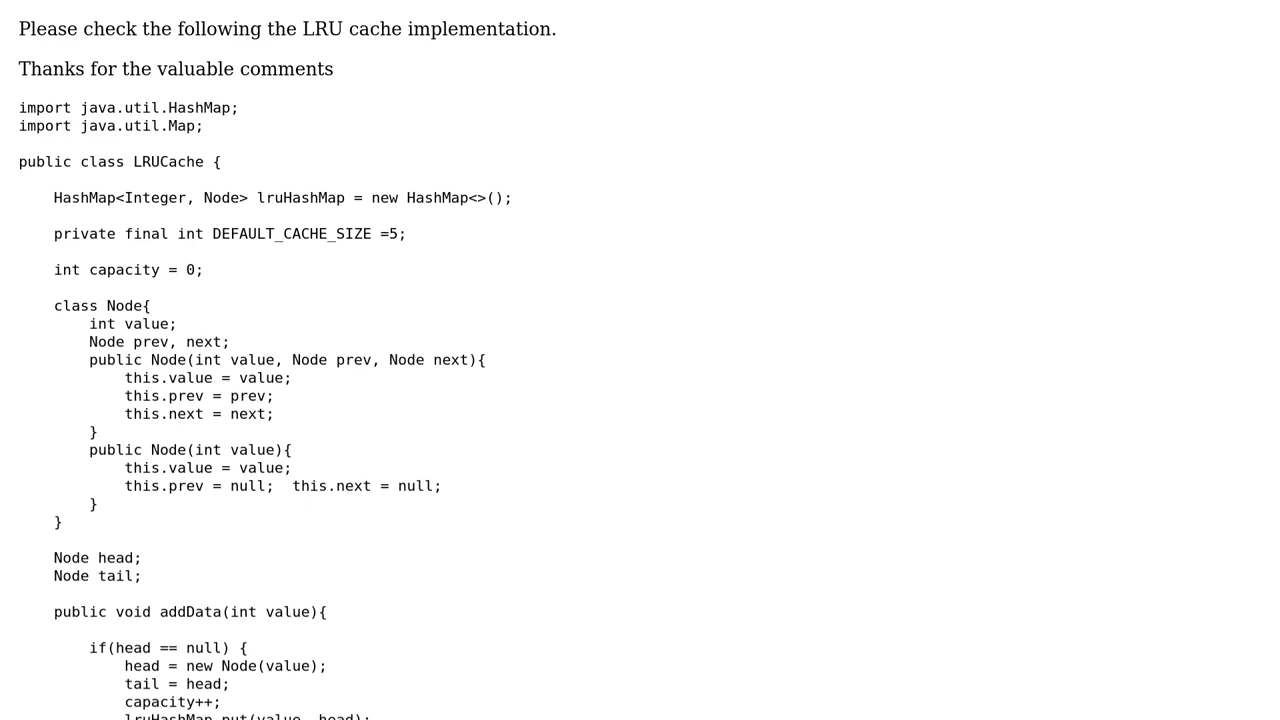 Please check the following the LRU cache implementation.
Thanks for the valuable comments
import java.util.HashMap;
import java.util.Map;
public class LRUCache {
HashMap<Integer, Node> lruHashMap = new HashMap<>();
private final int DEFAULT_CACHE_SIZE =5;
int capacity = 0;
class Node{
int value;
Node prev, next;
public Node(int value, Node prev, Node next){
this.value = value;
this.prev = prev;
this.next = next;
}
public Node(int value){
this.value = value;
this.prev = null;  this.next = null;
}
}
Node head;
Node tail;
public void addData(int value){
if(head == null) {
head = new Node(value);
tail = head;
capacity++;
lruHashMap.put(value, head);